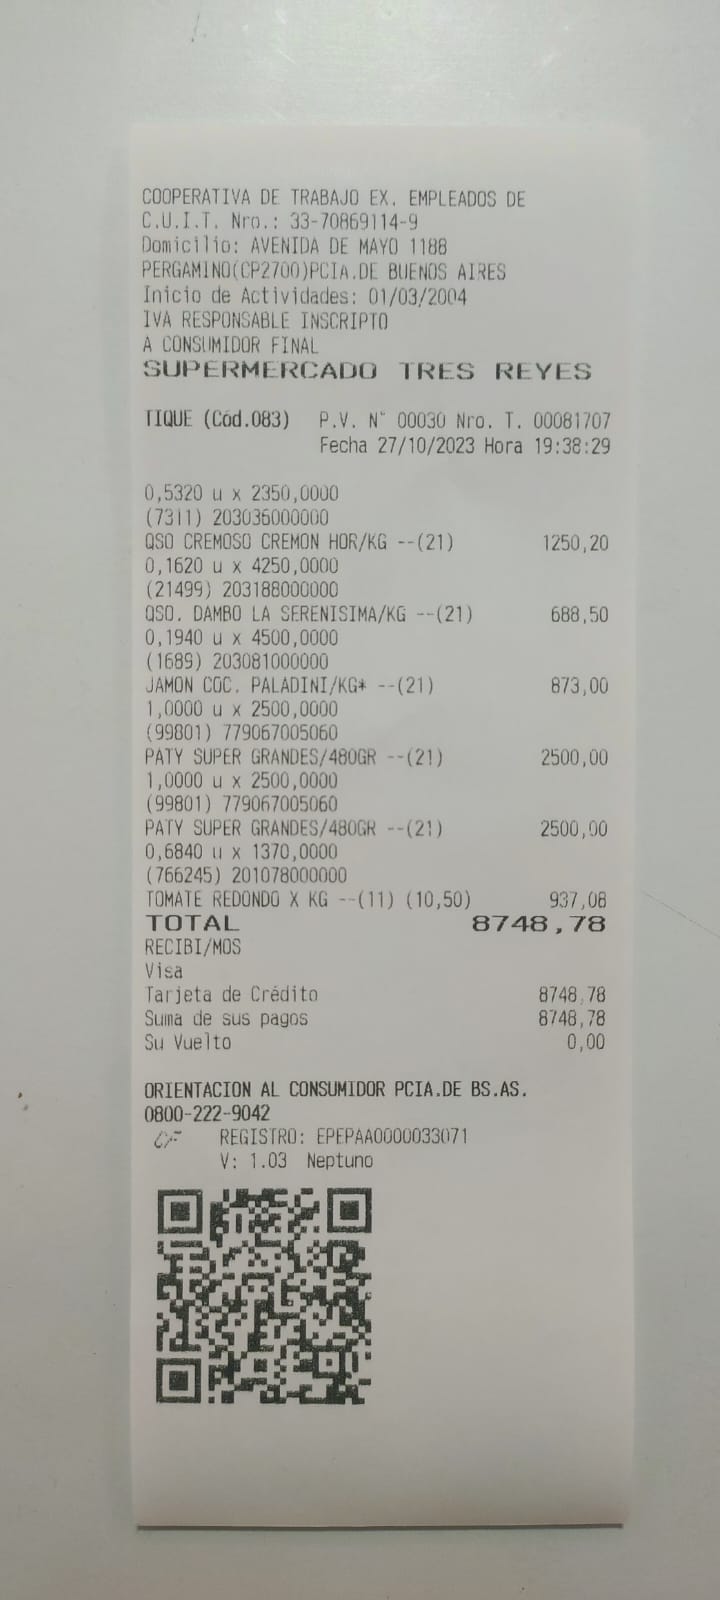 COOPERATIVA DE TRABAJO EX. EMPLEADOS DE
C.U.I.T. Nro.: 33-70869114-9
Domicilio: AVENIDA DE MAYO 1188
PERGAMINO(CP2700)PCIA.DE BUENOS AIRES
Inicio de Actividades: 01/03/2004
IVA RESPONSABLE INSCRIPTO
A CONSUMIDOR FINAL
SUPERMERCADO TRES REYES
TIQUE (Cód.083) P.V. N° 00030 Nro. T. 00081707
Fecha 27/10/2023 Hora 19:38:29
0,5320 u x 2350,0000
(7311) 203036000000
QSO CREMOSO CREMON HOR/KG --(21) 1250,20
0,1620 u x 4250,0000
(21499) 203188000000
QSO. DAMBO LA SERENISIMA/KG --(21) 688,50
0,1940 u x 4500,0000
(1689) 203081000000
JAMON COC. PALADINI/KG* --(21) 873,00
1,0000 u x 2500,0000
(99801) 779067005060
PATY SUPER GRANDES/480GR --(21) 2500,00
1,0000 u x 2500,0000
(99801) 779067005060
PATY SUPER GRANDES/480GR --(21) 2500,00
0,6840 u x 1370,0000
(766245) 201078000000
TOMATE REDONDO X KG --(11) (10,50) 937,08
TOTAL 8748,78
RECIBI/MOS
Visa
Tarjeta de Crédito 8748,78
Suma de sus pagos 8748,78
Su Vuelto 0,00
ORIENTACION AL CONSUMIDOR PCIA.DE BS.AS.
0800-222-9042
CF REGISTRO: EPEPAA0000033071
V: 1.03 Neptuno